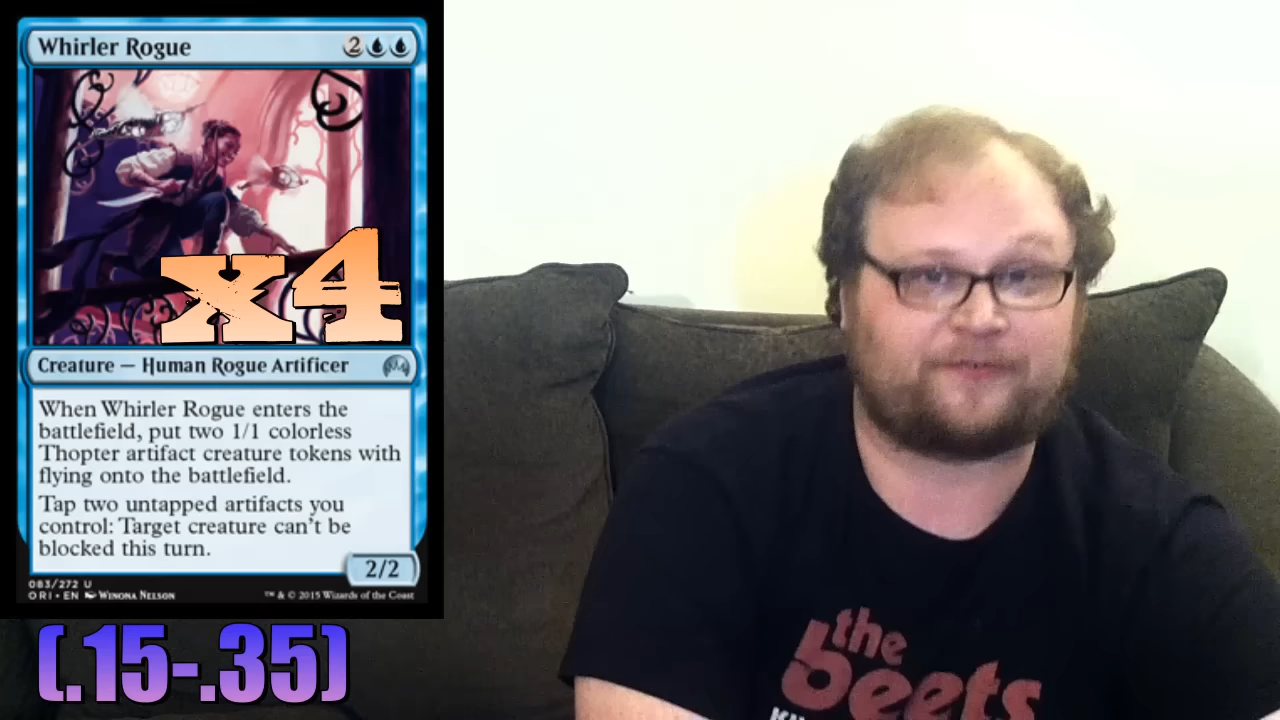 Whirler Rogue 2
x4
Creature — Human Rogue Artificer
When Whirler Rogue enters the
battlefield, put two 1/1 colorless
Thopter artifact creature tokens with
flying onto the battlefield.
Tap two untapped artifacts you
control: Target creature can't be
blocked this turn.
2/2
083/272 U
ORI • EN Winona Nelson
™ & © 2015 Wizards of the Coast
(.15-.35)
the
beets